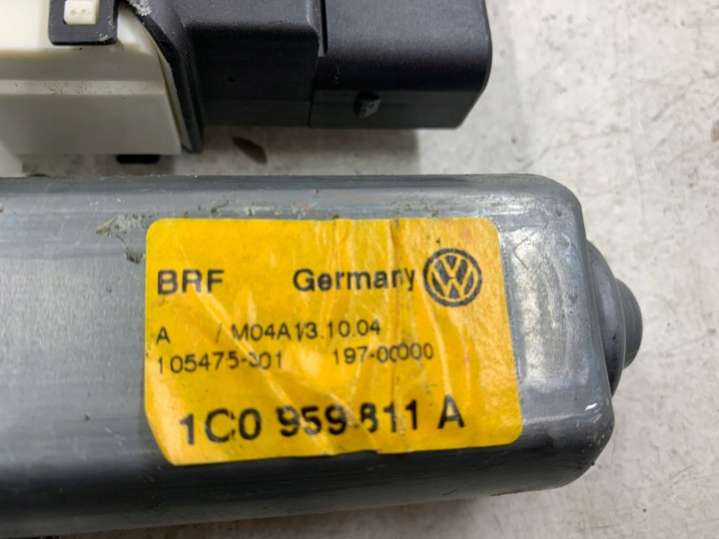 BRF Germany
A / M04A 13.10.04
105475-301 197-00000
1C0 959 811 A